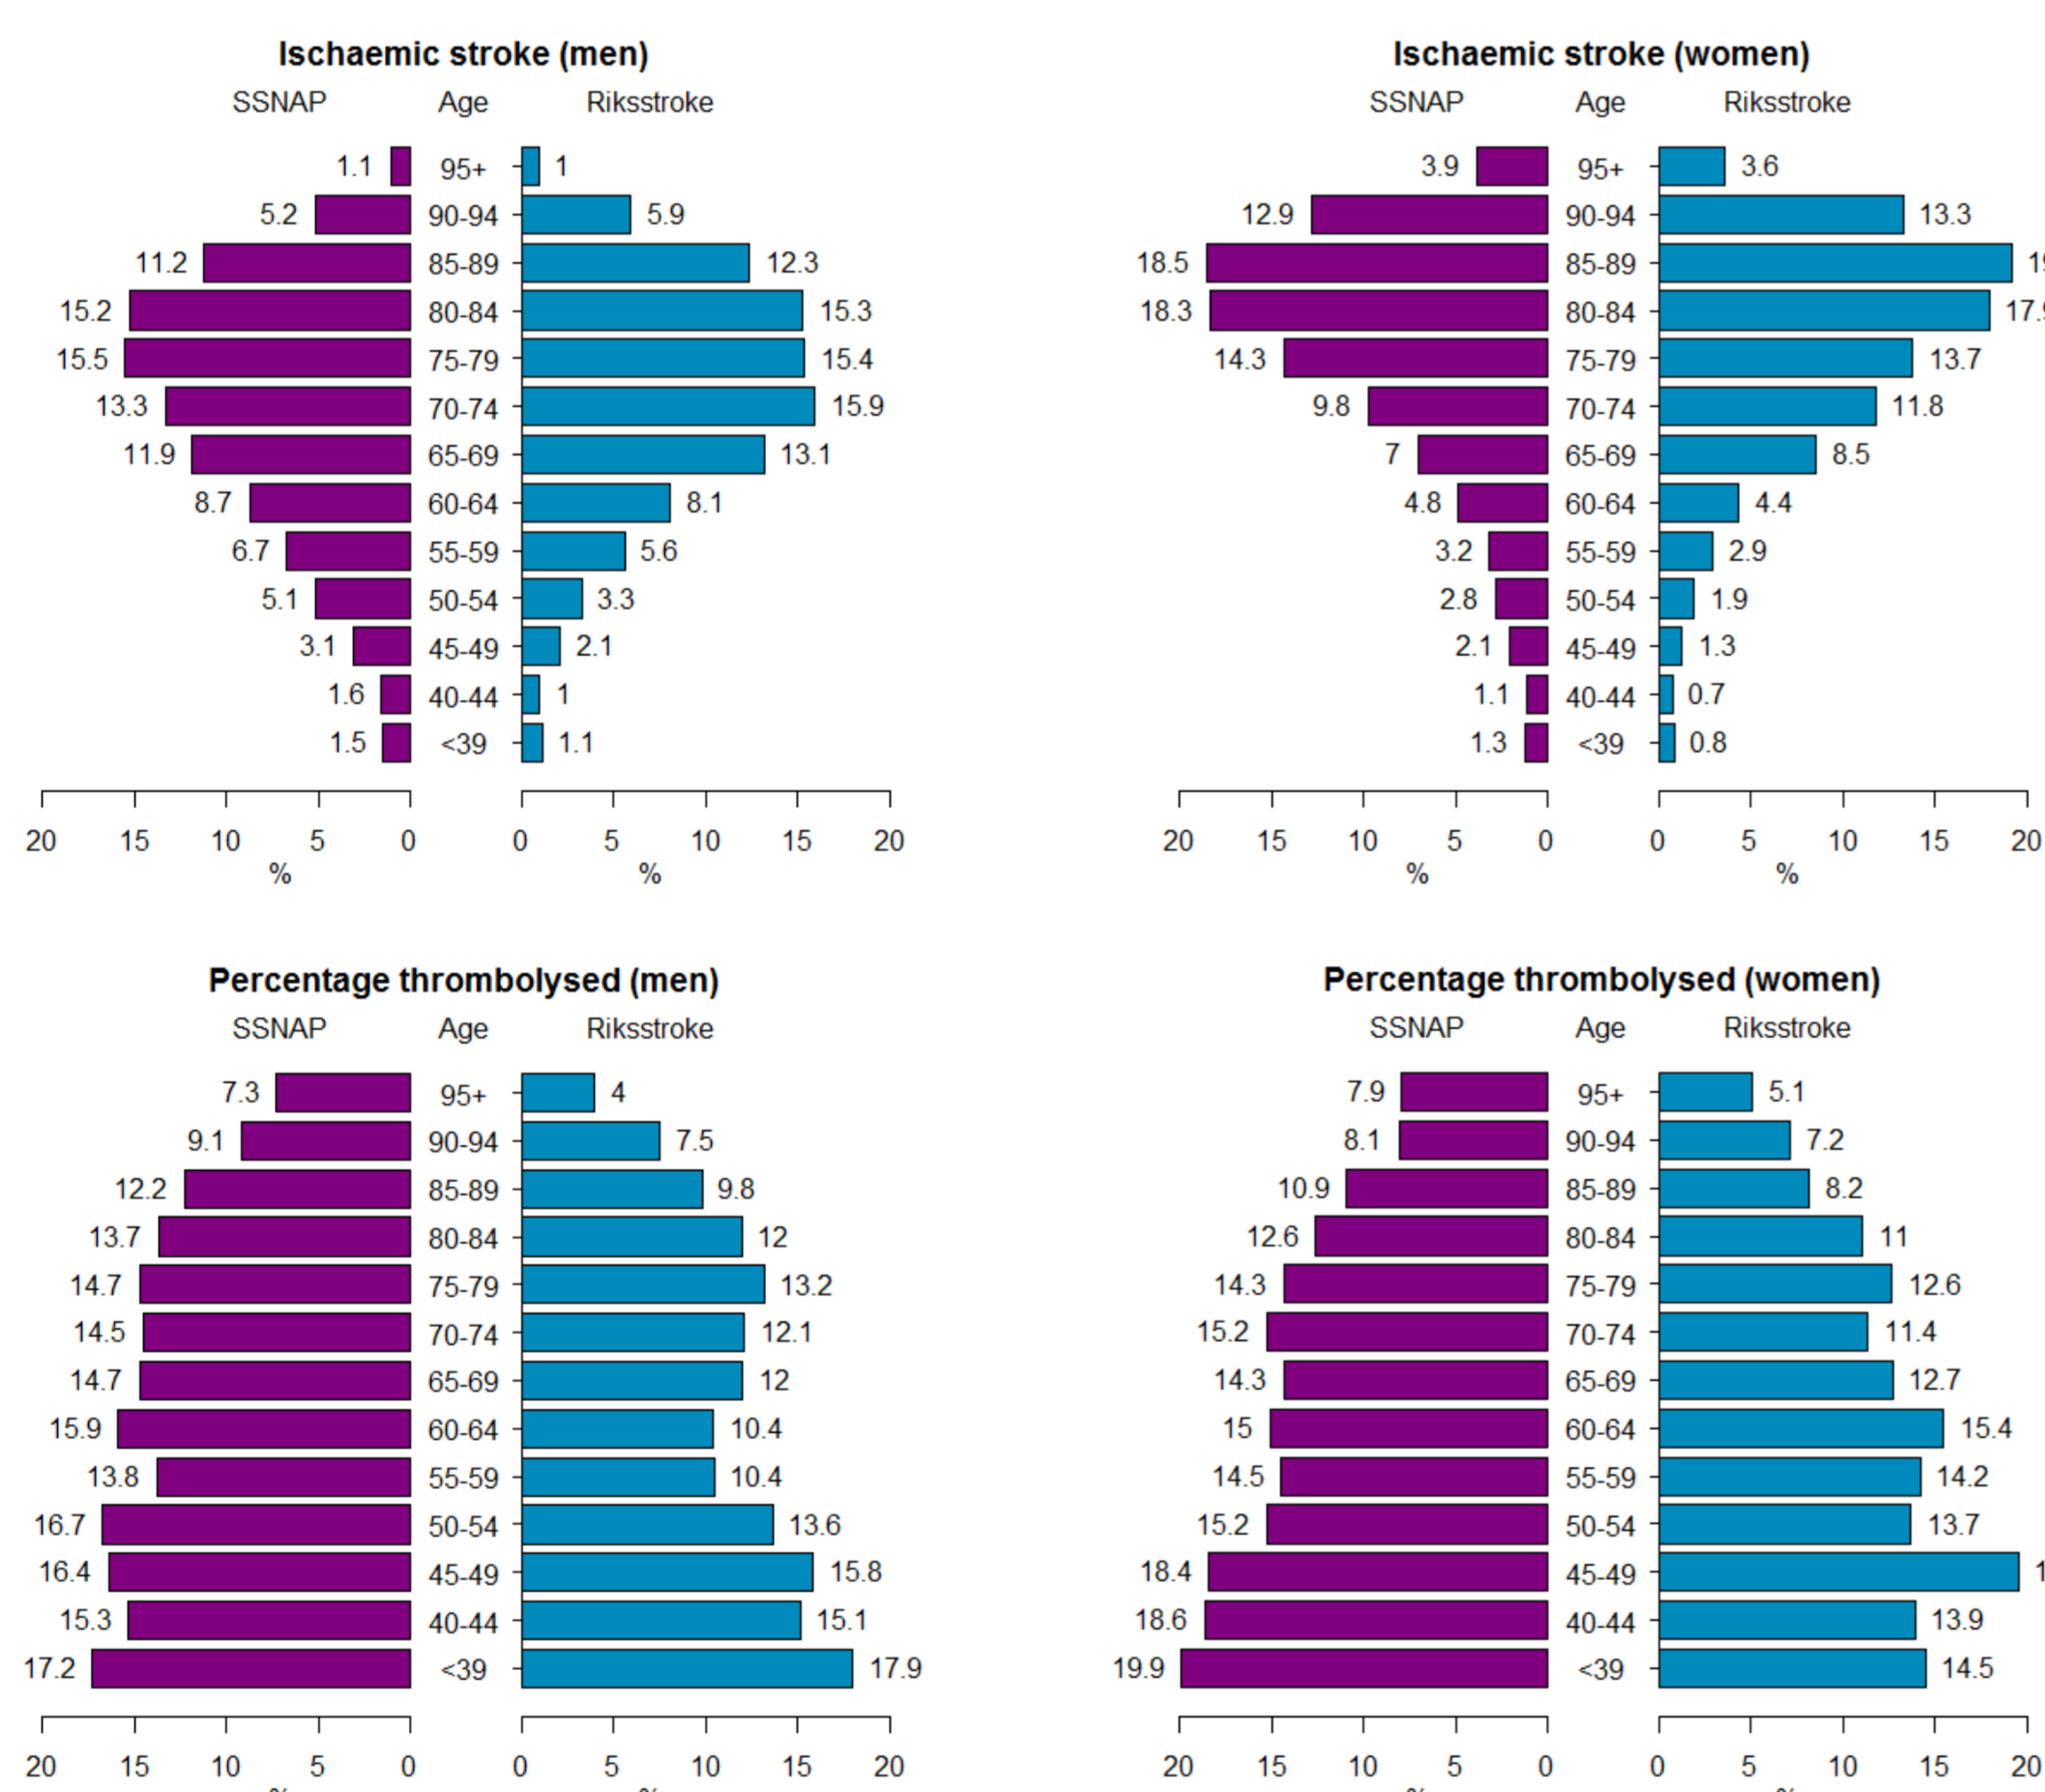 Ischaemic stroke (men)
SSNAP Age Riksstroke
1.1 95+ 1
5.2 90-94 5.9
11.2 85-89 12.3
15.2 80-84 15.3
15.5 75-79 15.4
13.3 70-74 15.9
11.9 65-69 13.1
8.7 60-64 8.1
6.7 55-59 5.6
5.1 50-54 3.3
3.1 45-49 2.1
1.6 40-44 1
1.5 <39 1.1
20 15 10 5 0 0 5 10 15 20
% %
Ischaemic stroke (women)
SSNAP Age Riksstroke
3.9 95+ 3.6
12.9 90-94 13.3
18.5 85-89
18.3 80-84
14.3 75-79 13.7
9.8 70-74 11.8
7 65-69 8.5
4.8 60-64 4.4
3.2 55-59 2.9
2.8 50-54 1.9
2.1 45-49 1.3
1.1 40-44 0.7
1.3 <39 0.8
20 15 10 5 0 0 5 10 15 20
% %
Percentage thrombolysed (men)
SSNAP Age Riksstroke
7.3 95+ 4
9.1 90-94 7.5
12.2 85-89 9.8
13.7 80-84 12
14.7 75-79 13.2
14.5 70-74 12.1
14.7 65-69 12
15.9 60-64 10.4
13.8 55-59 10.4
16.7 50-54 13.6
16.4 45-49 15.8
15.3 40-44 15.1
17.2 <39 17.9
20 15 10 5 0 0 5 10 15 20
Percentage thrombolysed (women)
SSNAP Age Riksstroke
7.9 95+ 5.1
8.1 90-94 7.2
10.9 85-89 8.2
12.6 80-84 11
14.3 75-79 12.6
15.2 70-74 11.4
14.3 65-69 12.7
15 60-64 15.4
14.5 55-59 14.2
15.2 50-54 13.7
18.4 45-49
18.6 40-44 13.9
19.9 <39 14.5
20 15 10 5 0 0 5 10 15 20